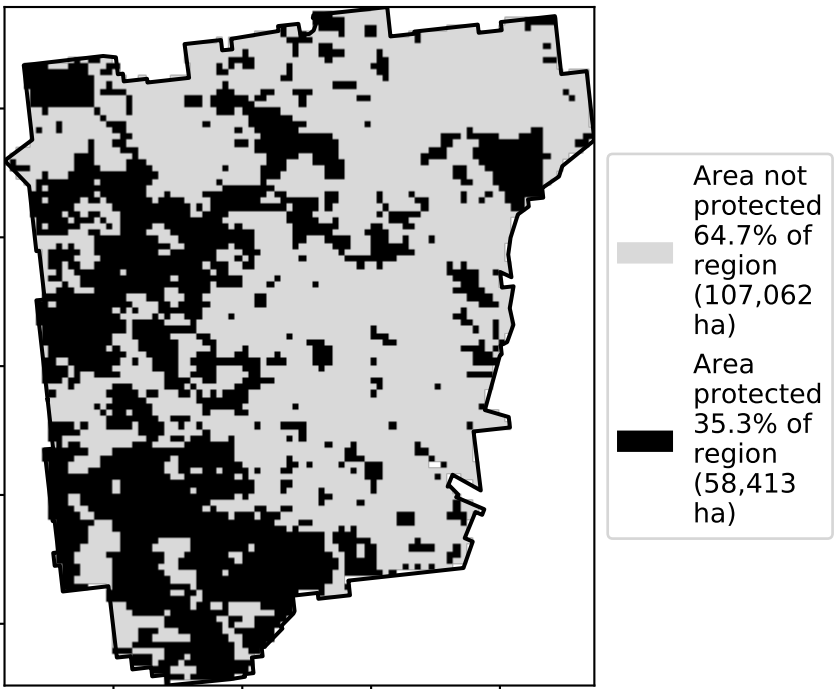 Area not
protected
64.7% of
region
(107,062
ha)
Area
protected
35.3% of
region
(58,413
ha)